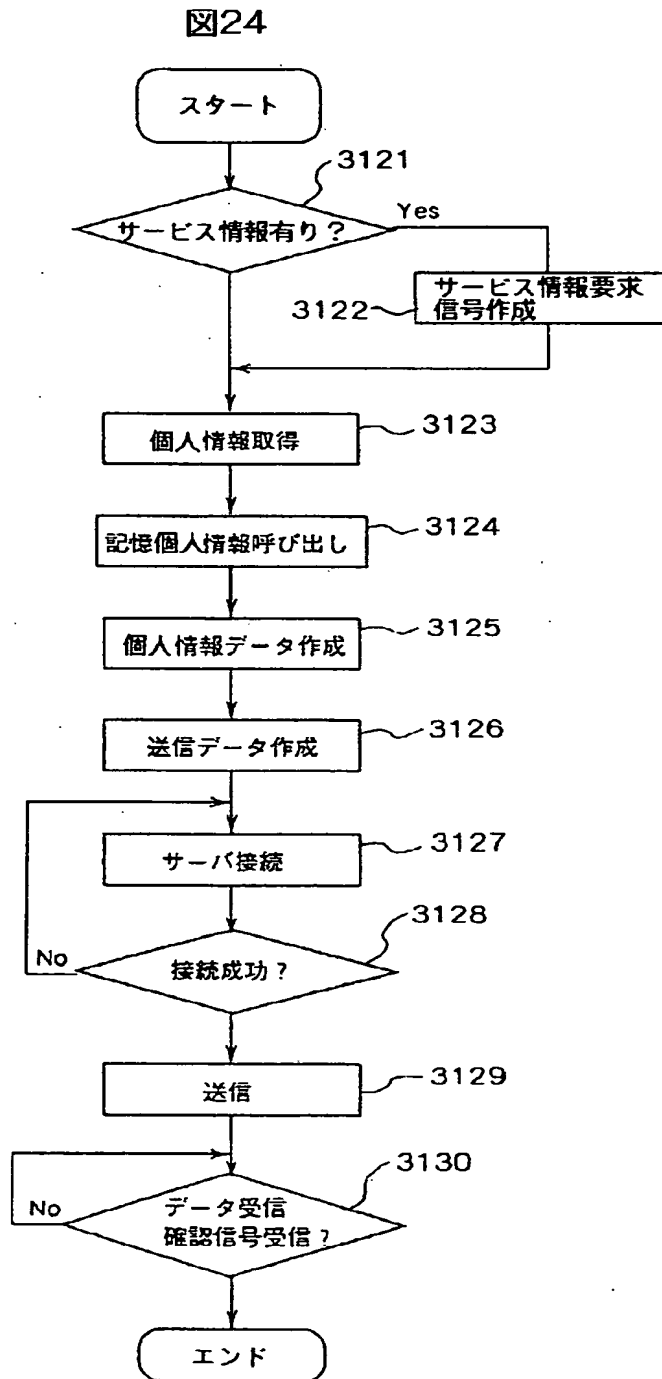 図24
スタート
3121
サービス情報有り？
Yes
サービス情報要求
信号作成
3122
個人情報取得
3123
記憶個人情報呼び出し
3124
個人情報データ作成
3125
送信データ作成
3126
サーバ接続
3127
3128
接続成功？
No
送信
3129
3130
データ受信
確認信号受信？
No
エンド